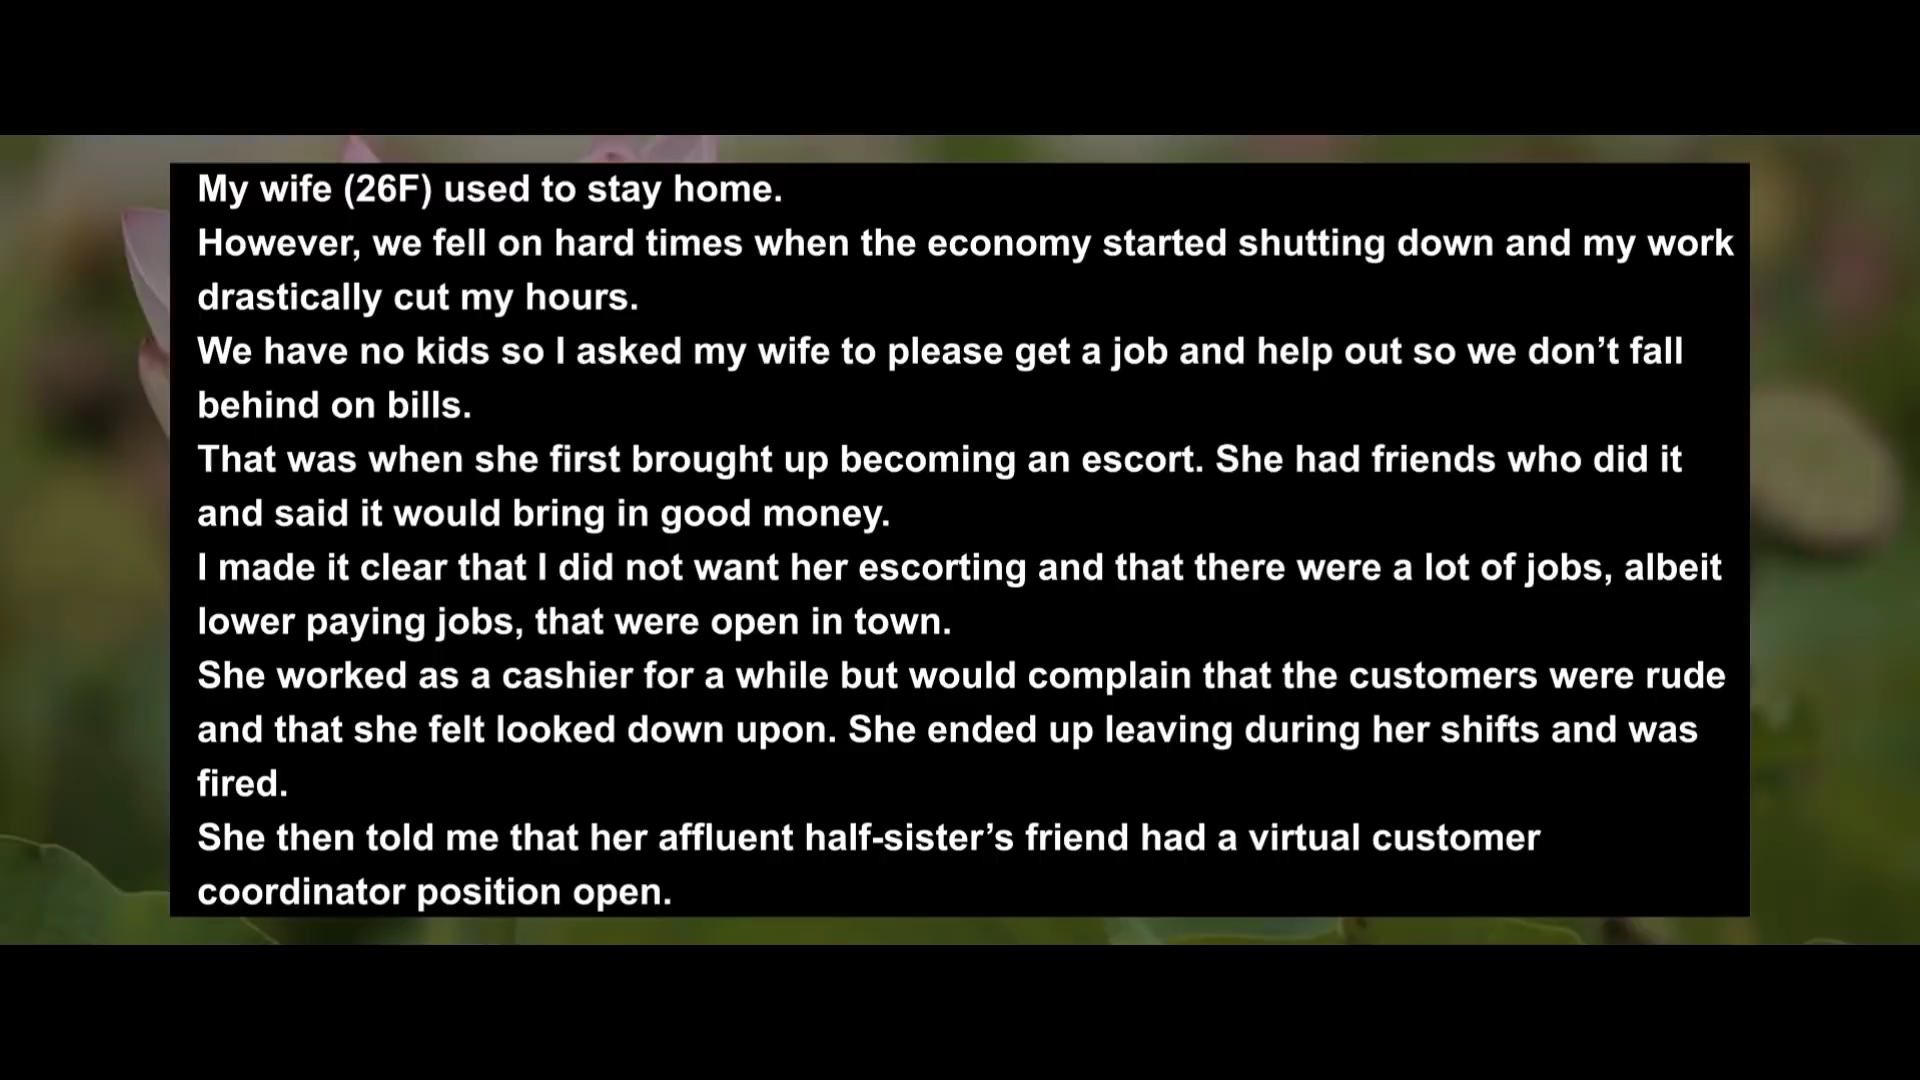 My wife (26F) used to stay home.
However, we fell on hard times when the economy started shutting down and my work
drastically cut my hours.
We have no kids so I asked my wife to please get a job and help out so we don’t fall
behind on bills.
That was when she first brought up becoming an escort. She had friends who did it
and said it would bring in good money.
I made it clear that I did not want her escorting and that there were a lot of jobs, albeit
lower paying jobs, that were open in town.
She worked as a cashier for a while but would complain that the customers were rude
and that she felt looked down upon. She ended up leaving during her shifts and was
fired.
She then told me that her affluent half-sister’s friend had a virtual customer
coordinator position open.